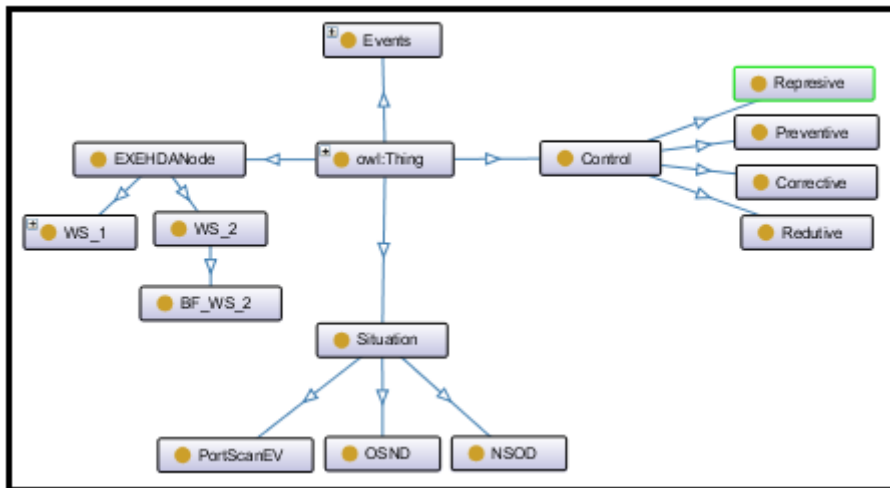 Events
Represive
Preventive
EXEHDANode
owl:Thing
Control
Corrective
WS_1
WS_2
Redutive
BF_WS_2
Situation
PortScanEV
OSND
NSOD